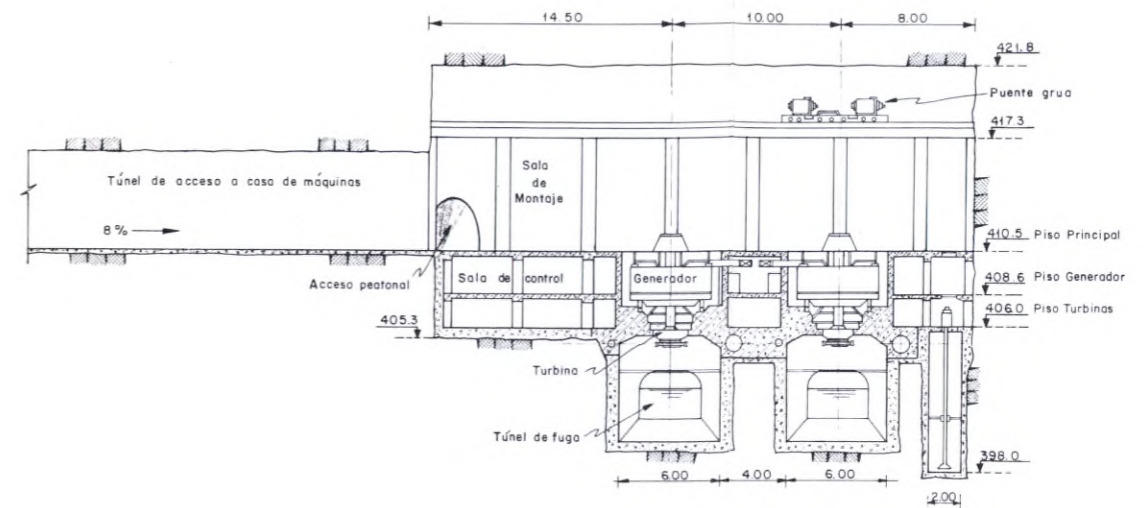 14.50
10.00
8.00
421.8
Puente grua
417.3
Túnel de acceso a casa de máquinas
Sala
de
Montaje
8%
410.5 Piso Principal
Acceso peatonal
Sala de control
Generador
408.6 Piso Generador
406.0 Piso Turbinas
405.3
Turbina
Túnel de fuga
398.0
6.00
4.00
6.00
2.00